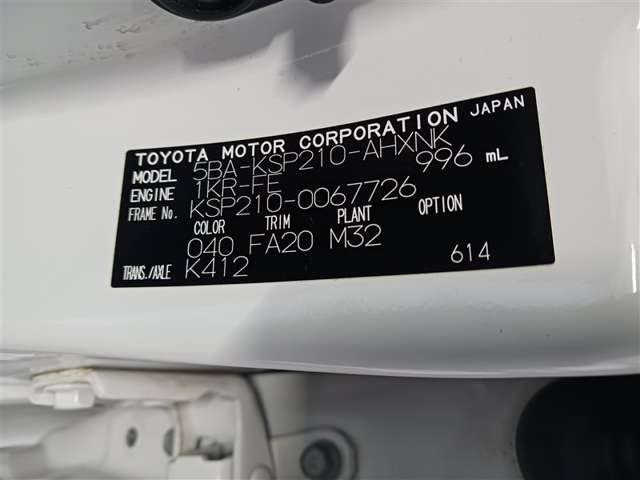 TOYOTA MOTOR CORPORATION JAPAN
MODEL 5BA-KSP210-AHXNK
ENGINE 1KR-FE 996 mL
FRAME No. KSP210-0067726
COLOR TRIM PLANT OPTION
040 FA20 M32
TRANS./AXLE K412 614